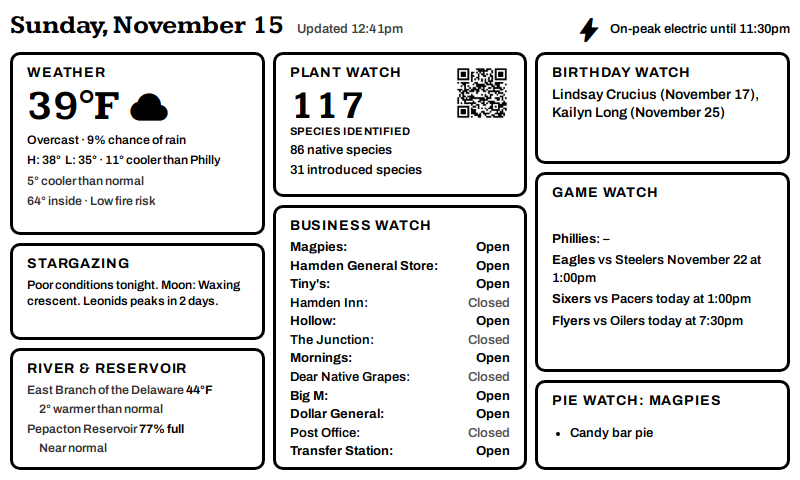 Sunday, November 15 Updated 12:41pm
On-peak electric until 11:30pm
WEATHER
39°F
Overcast · 9% chance of rain
H: 38° L: 35° · 11° cooler than Philly
5° cooler than normal
64° inside · Low fire risk
STARGAZING
Poor conditions tonight. Moon: Waxing
crescent. Leonids peaks in 2 days.
RIVER & RESERVOIR
East Branch of the Delaware 44°F
2° warmer than normal
Pepacton Reservoir 77% full
Near normal
PLANT WATCH
117
SPECIES IDENTIFIED
86 native species
31 introduced species
BUSINESS WATCH
Magpies: Open
Hamden General Store: Open
Tiny's: Open
Hamden Inn: Closed
Hollow: Open
The Junction: Closed
Mornings: Open
Dear Native Grapes: Closed
Big M: Open
Dollar General: Open
Post Office: Closed
Transfer Station: Open
BIRTHDAY WATCH
Lindsay Crucius (November 17),
Kailyn Long (November 25)
GAME WATCH
Phillies: –
Eagles vs Steelers November 22 at
1:00pm
Sixers vs Pacers today at 1:00pm
Flyers vs Oilers today at 7:30pm
PIE WATCH: MAGPIES
• Candy bar pie